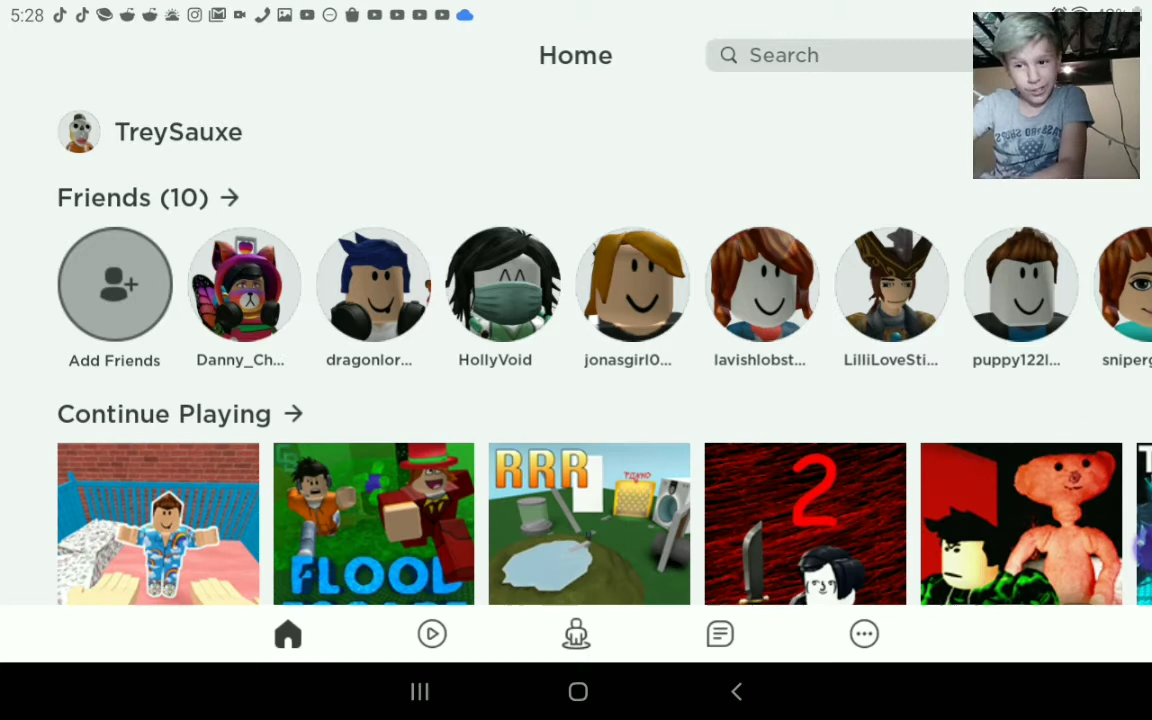 5:28
Home
Search
TreySauxe
Friends (10) →
Add Friends
Danny_Ch...
dragonlor...
HollyVoid
jonasgirl0...
lavishlobst...
LilliLoveSti...
puppy122l...
sniperg
Continue Playing →
FLOOD
RRR
2